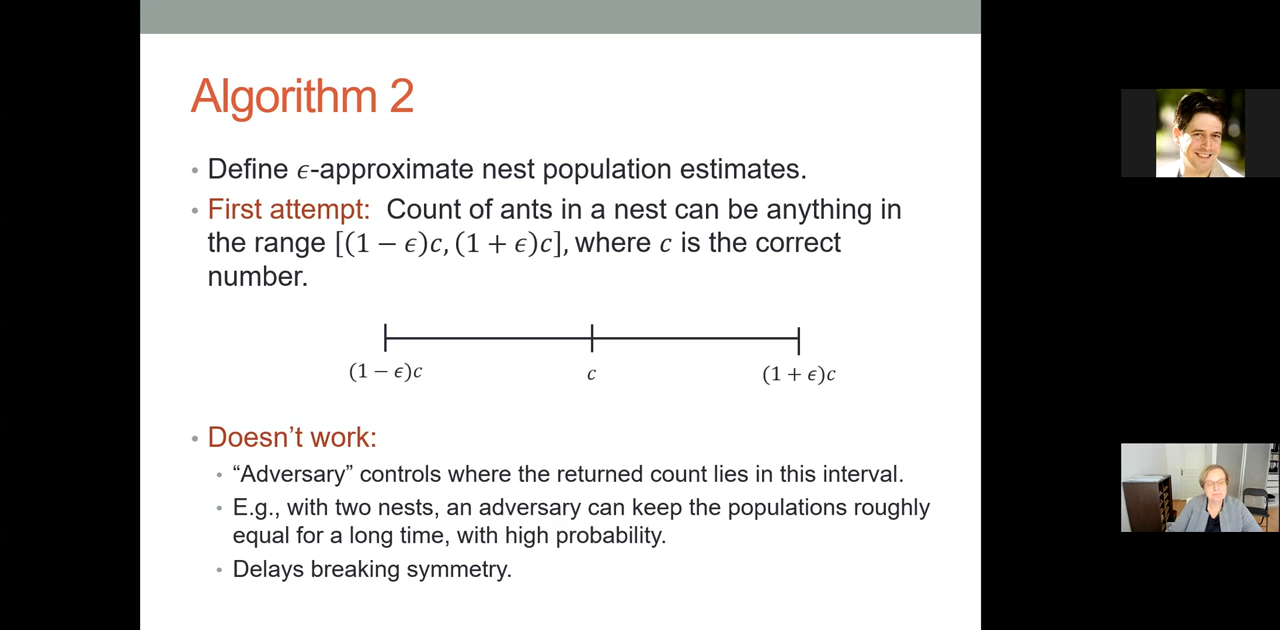 Algorithm 2
• Define ϵ-approximate nest population estimates.
• First attempt: Count of ants in a nest can be anything in
the range [(1 − ϵ)c, (1 + ϵ)c], where c is the correct
number.
(1 − ϵ)c c (1 + ϵ)c
• Doesn’t work:
• “Adversary” controls where the returned count lies in this interval.
• E.g., with two nests, an adversary can keep the populations roughly
equal for a long time, with high probability.
• Delays breaking symmetry.